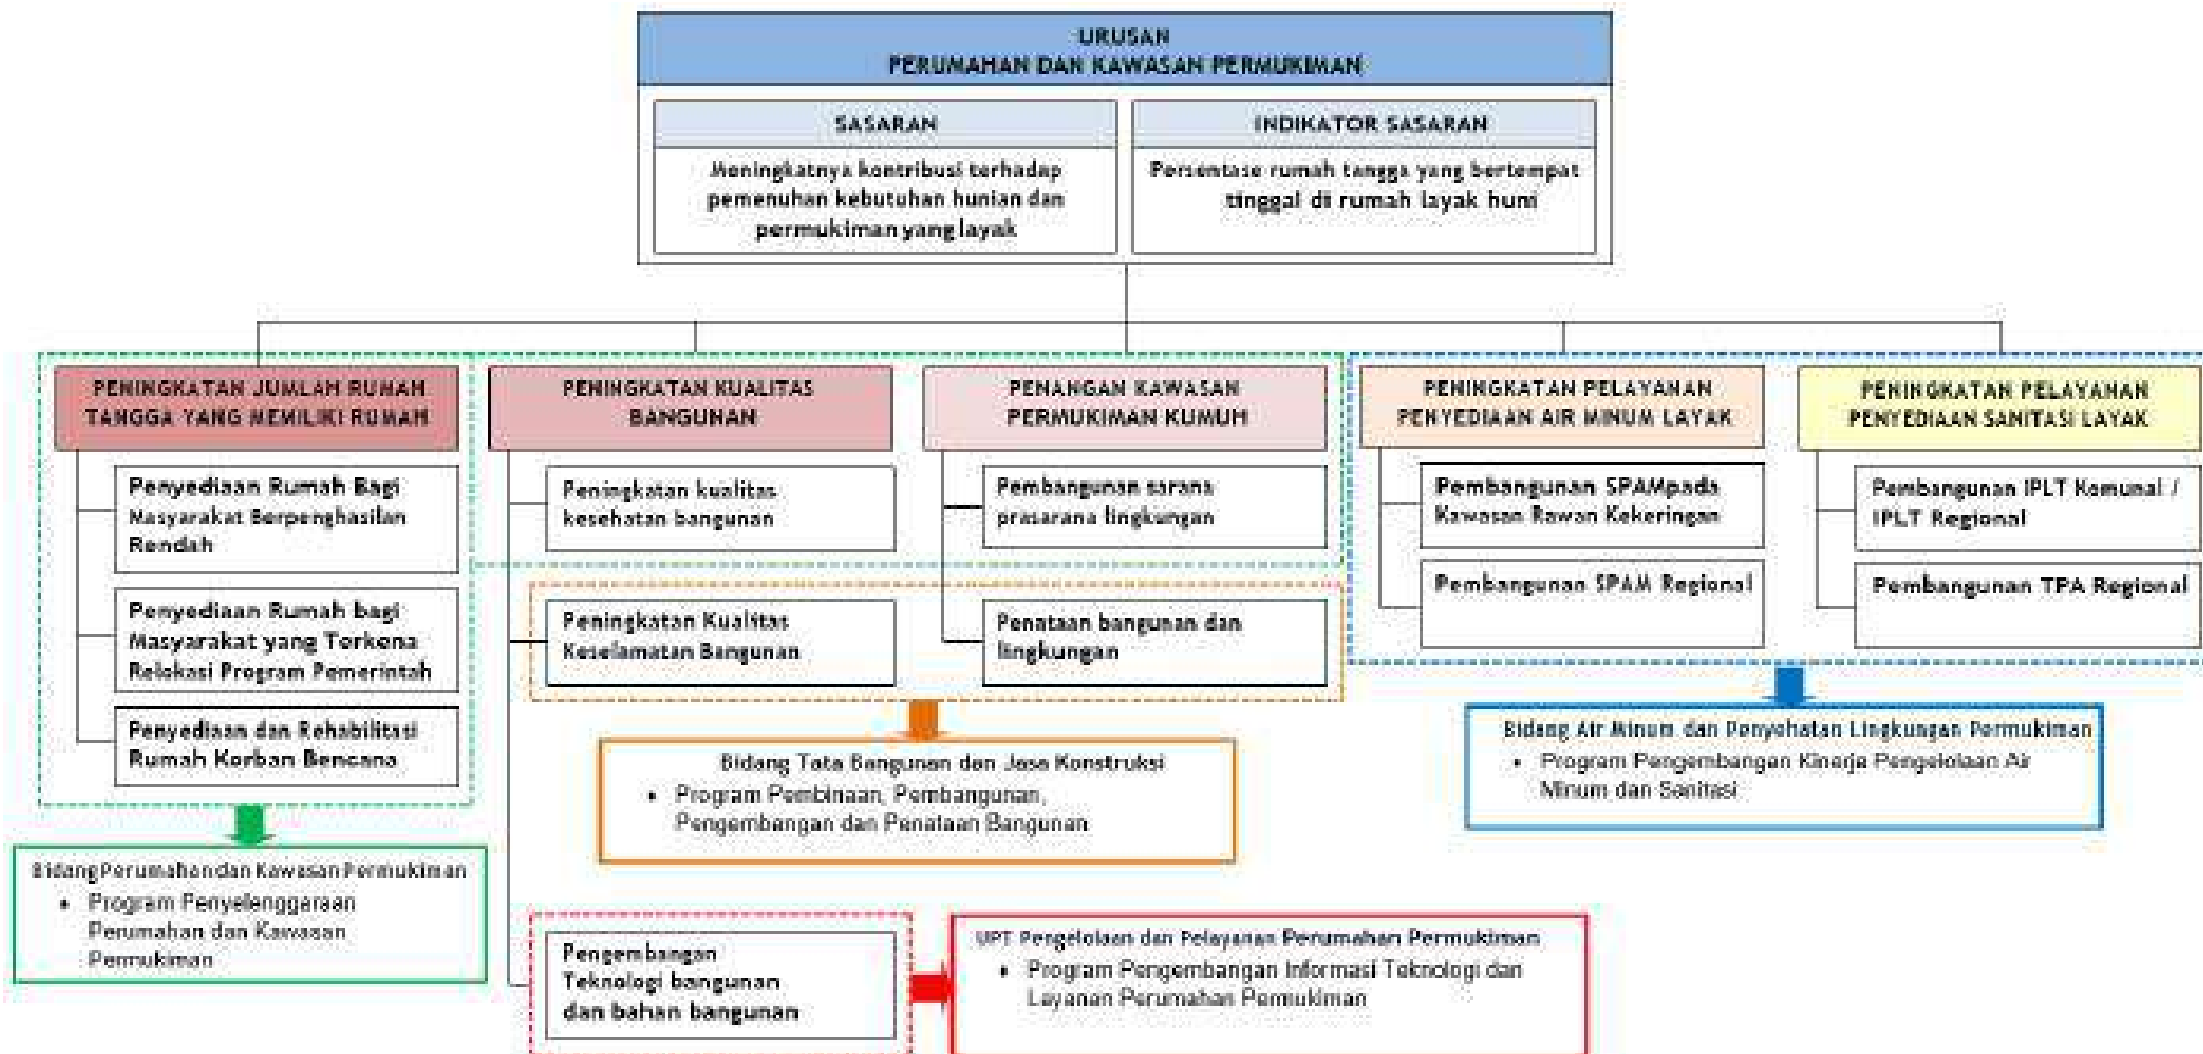 URUSAN
PERUMAHAN DAN KAWASAN PERMUKIMAN
SASARAN
Meningkatnya kontribusi terhadap
pemenuhan kebutuhan hunian dan
permukiman yang layak
INDIKATOR SASARAN
Persentase rumah tangga yang bertempat
tinggal di rumah layak huni
PENINGKATAN JUMLAH RUMAH
TANGGA YANG MEMILIKI RUMAH
Penyediaan Rumah Bagi
Masyarakat Berpenghasilan
Rendah
Penyediaan Rumah bagi
Masyarakat yang Terkena
Relokasi Program Pemerintah
Penyediaan dan Rehabilitasi
Rumah Korban Bencana
Bidang Perumahan dan Kawasan Permukiman
• Program Penyelenggaraan
Perumahan dan Kawasan
Permukiman
PENINGKATAN KUALITAS
BANGUNAN
Peningkatan kualitas
kesehatan bangunan
Peningkatan Kualitas
Keselamatan Bangunan
Pengembangan
Teknologi bangunan
dan bahan bangunan
PENANGAN KAWASAN
PERMUKIMAN KUMUH
Pembangunan sarana
prasarana lingkungan
Penataan bangunan dan
lingkungan
Bidang Tata Bangunan dan Jasa Konstruksi
• Program Pembinaan, Pembangunan,
Pengembangan dan Penataan Bangunan
UPT Pengelolaan dan Pelayanan Perumahan Permukiman
• Program Pengembangan Informasi Teknologi dan
Layanan Perumahan Permukiman
PENINGKATAN PELAYANAN
PENYEDIAAN AIR MINUM LAYAK
Pembangunan SPAMpada
Kawasan Rawan Kekeringan
Pembangunan SPAM Regional
PENINGKATAN PELAYANAN
PENYEDIAAN SANITASI LAYAK
Pembangunan IPLT Komunal /
IPLT Regional
Pembangunan TPA Regional
Bidang Air Minum dan Penyehatan Lingkungan Permukiman
• Program Pengembangan Kinerja Pengelolaan Air
Minum dan Sanitasi